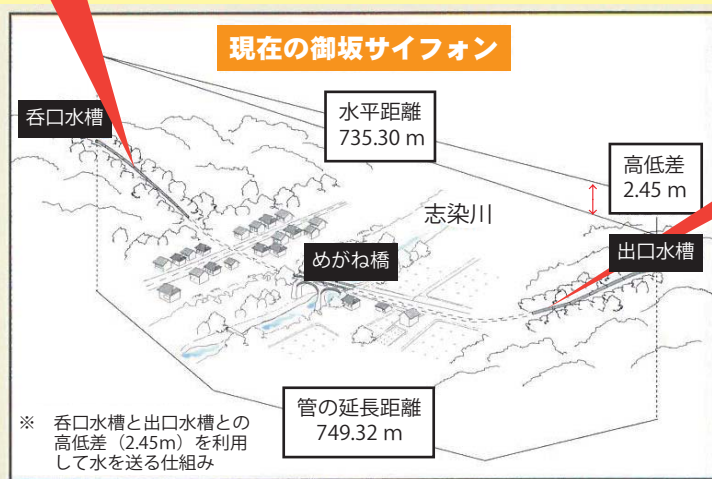 現在の御坂サイフォン
呑口水槽
水平距離
735.30 m
高低差
2.45 m
志染川
めがね橋
出口水槽
管の延長距離
749.32 m
※ 呑口水槽と出口水槽との
高低差（2.45m）を利用
して水を送る仕組み